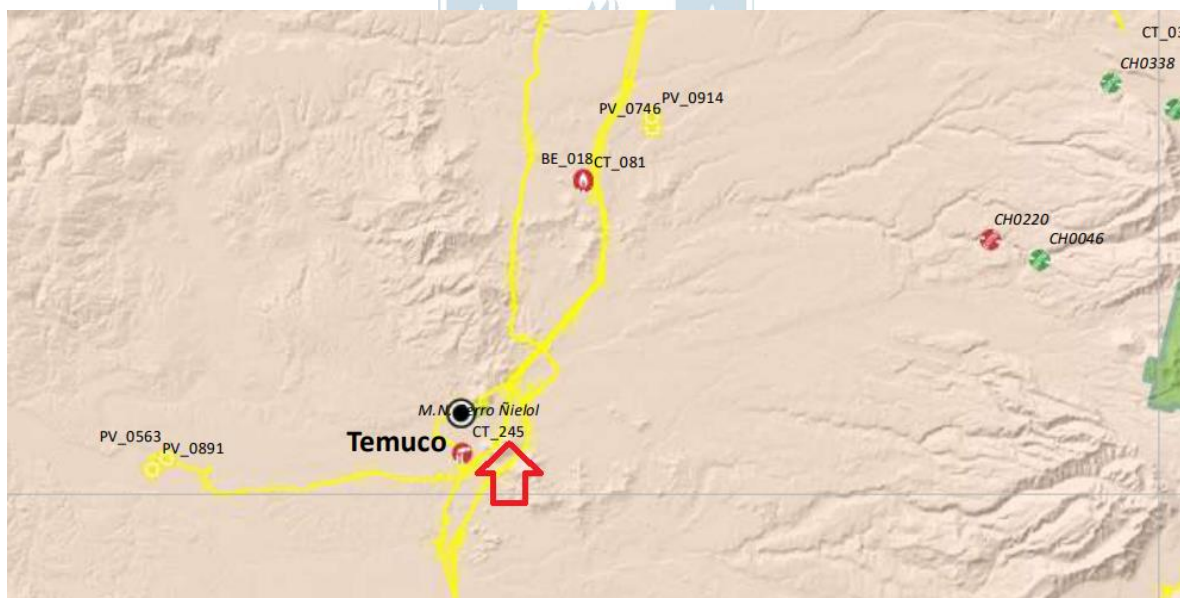 CT_03
CH0338
PV_0746
PV_0914
BE_018
CT_081
CH0220
CH0046
M.N. Cerro Ñielol
CT_245
Temuco
PV_0563
PV_0891